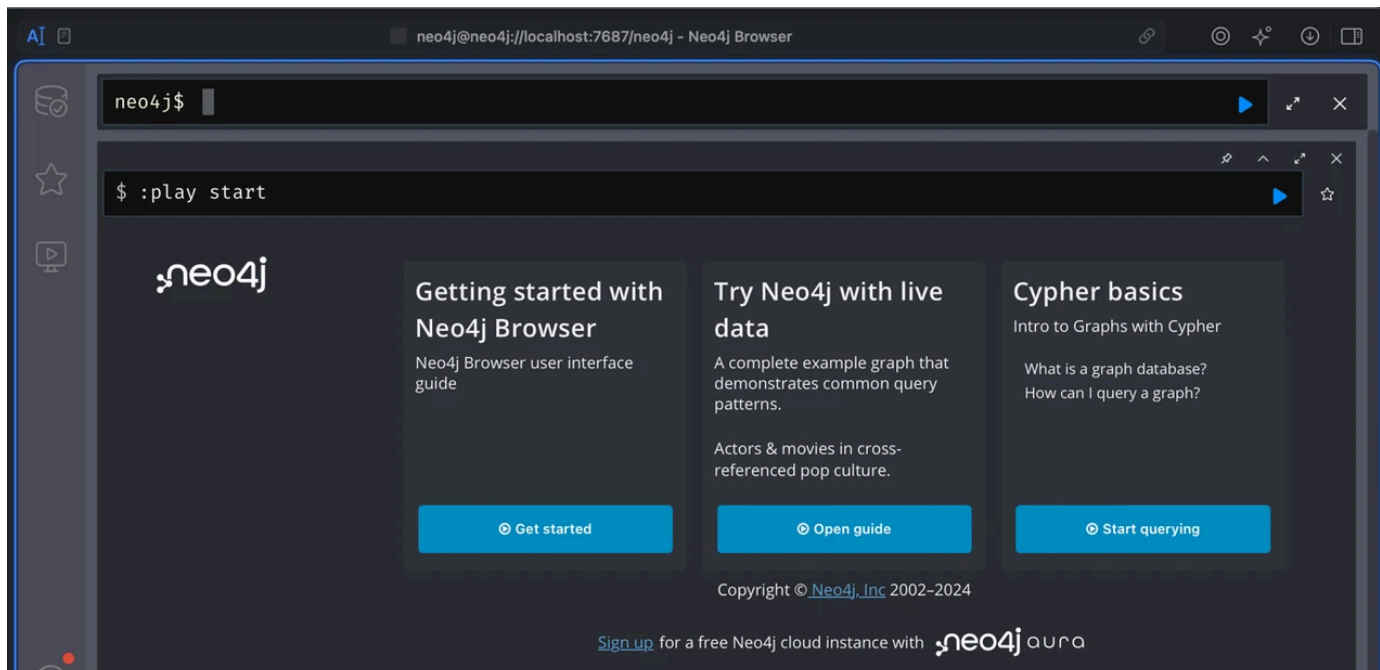 A
neo4j@neo4j://localhost:7687/neo4j - Neo4j Browser
neo4j$
$ :play start
neo4j
Getting started with
Neo4j Browser
Neo4j Browser user interface
guide
Get started
Try Neo4j with live
data
A complete example graph that
demonstrates common query
patterns.
Actors & movies in cross-
referenced pop culture.
Open guide
Cypher basics
Intro to Graphs with Cypher
What is a graph database?
How can I query a graph?
Start querying
Copyright © Neo4j, Inc 2002–2024
Sign up for a free Neo4j cloud instance with neo4j aura